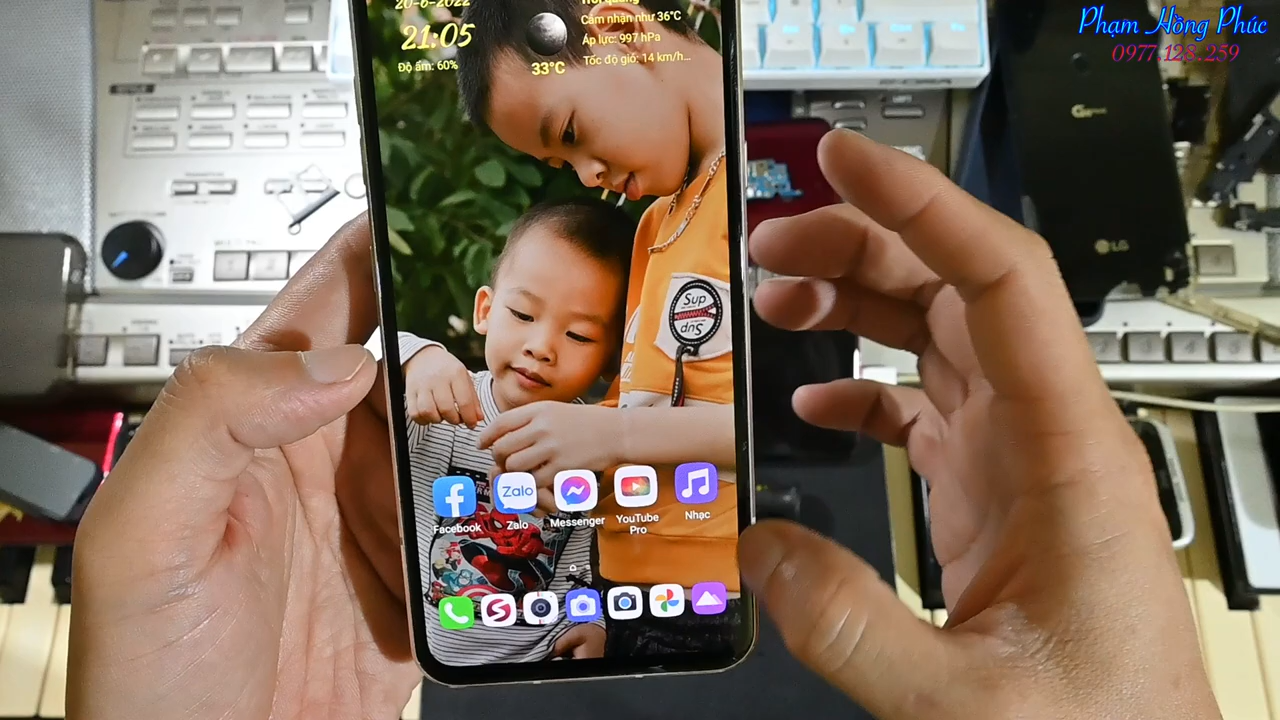 Phạm Hồng Phúc
0977.128.259
20-6-2022
21:05
Độ ẩm: 60%
33°C
Cảm nhận như 36°C
Áp lực: 997 hPa
Tốc độ gió: 14 km/h...
Sup
Sup
LG
Facebook
Zalo
Zalo
Messenger
YouTube Pro
Nhạc